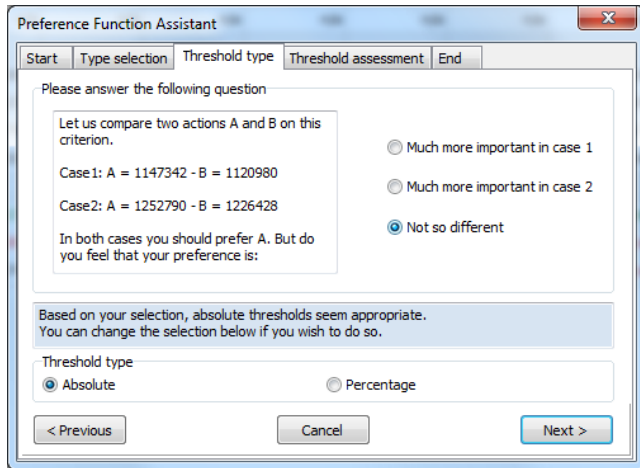 Preference Function Assistant
Start Type selection Threshold type Threshold assessment End
Please answer the following question
Let us compare two actions A and B on this
criterion.
Case1: A = 1147342 - B = 1120980
Case2: A = 1252790 - B = 1226428
In both cases you should prefer A. But do
you feel that your preference is:
Much more important in case 1
Much more important in case 2
Not so different
Based on your selection, absolute thresholds seem appropriate.
You can change the selection below if you wish to do so.
Threshold type
Absolute Percentage
< Previous Cancel Next >